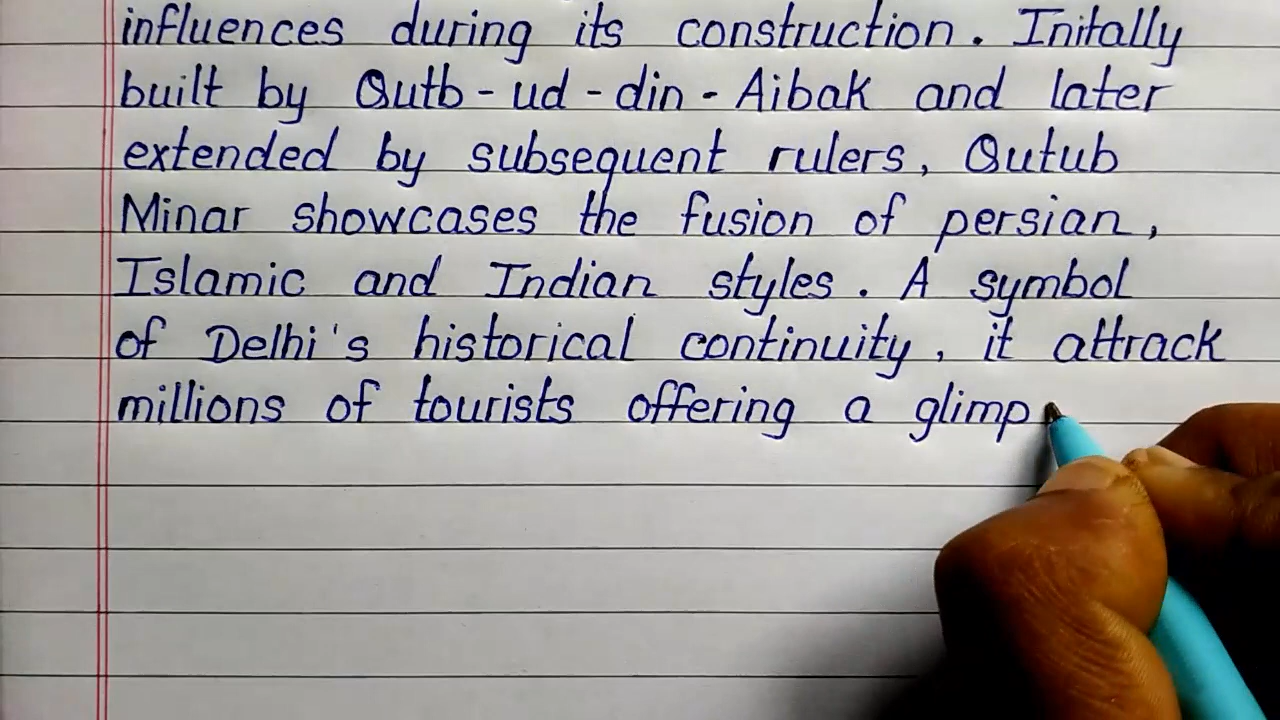 influences during its construction. Initally
built by Qutb-ud-din-Aibak and later
extended by subsequent rulers, Qutub
Minar showcases the fusion of persian,
Islamic and Indian styles. A symbol
of Delhi's historical continuity, it attrack
millions of tourists offering a glimp